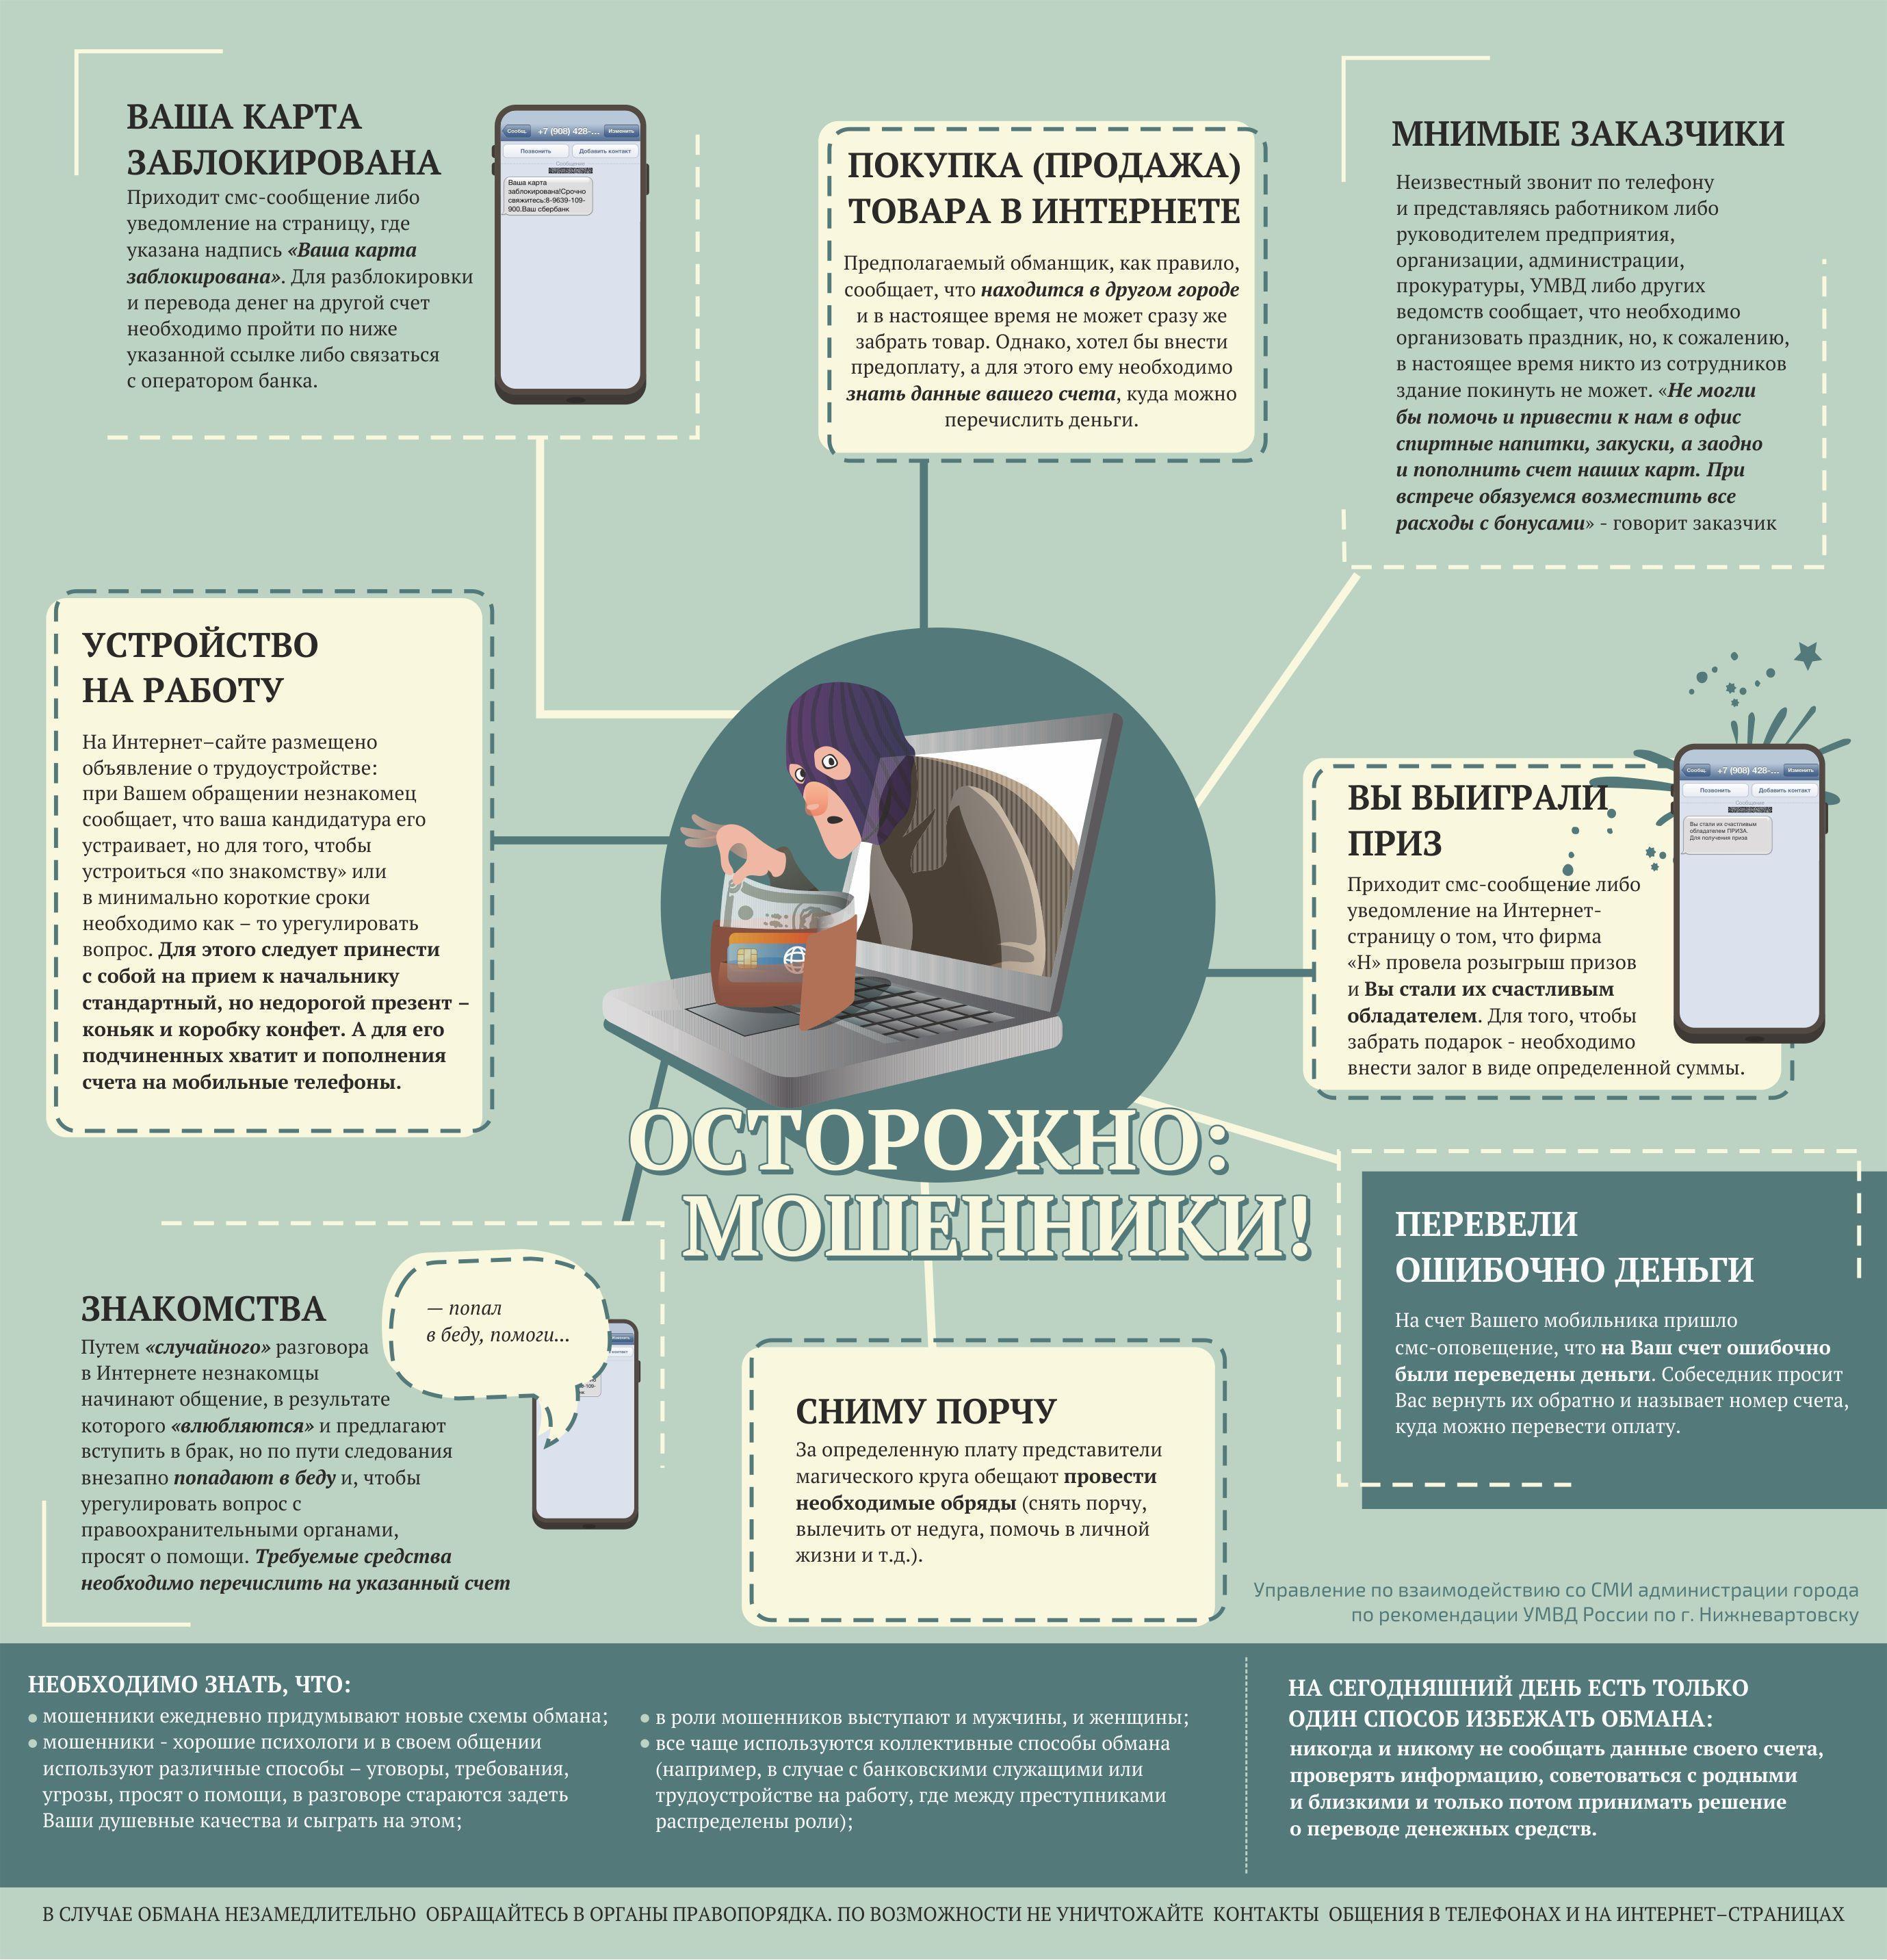 ВАША КАРТА
ЗАБЛОКИРОВАНА
Приходит смс-сообщение либо
уведомление на страницу, где
указана надпись «Ваша карта
заблокирована». Для разблокировки
и перевода денег на другой счет
необходимо пройти по ниже
указанной ссылке либо связаться
с оператором банка.
Сообщ. +7 (908) 428-... Изменить
Позвонить Добавить контакт
Сообщение
Ваша карта
заблокирована!Срочно
свяжитесь:8-9639-109-
900.Ваш сбербанк
ПОКУПКА (ПРОДАЖА)
ТОВАРА В ИНТЕРНЕТЕ
Предполагаемый обманщик, как правило,
сообщает, что находится в другом городе
и в настоящее время не может сразу же
забрать товар. Однако, хотел бы внести
предоплату, а для этого ему необходимо
знать данные вашего счета, куда можно
перечислить деньги.
МНИМЫЕ ЗАКАЗЧИКИ
Неизвестный звонит по телефону
и представляясь работником либо
руководителем предприятия,
организации, администрации,
прокуратуры, УМВД либо других
ведомств сообщает, что необходимо
организовать праздник, но, к сожалению,
в настоящее время никто из сотрудников
здание покинуть не может. «Не могли
бы помочь и привести к нам в офис
спиртные напитки, закуски, а заодно
и пополнить счет наших карт. При
встрече обязуемся возместить все
расходы с бонусами» - говорит заказчик
УСТРОЙСТВО
НА РАБОТУ
На Интернет–сайте размещено
объявление о трудоустройстве:
при Вашем обращении незнакомец
сообщает, что ваша кандидатура его
устраивает, но для того, чтобы
устроиться «по знакомству» или
в минимально короткие сроки
необходимо как – то урегулировать
вопрос. Для этого следует принести
с собой на прием к начальнику
стандартный, но недорогой презент –
коньяк и коробку конфет. А для его
подчиненных хватит и пополнения
счета на мобильные телефоны.
ВЫ ВЫИГРАЛИ
ПРИЗ
Приходит смс-сообщение либо
уведомление на Интернет-
страницу о том, что фирма
«Н» провела розыгрыш призов
и Вы стали их счастливым
обладателем. Для того, чтобы
забрать подарок - необходимо
внести залог в виде определенной суммы.
Сообщ. +7 (908) 428-... Изменить
Позвонить Добавить контакт
Сообщение
Вы стали их счастливым
обладателем ПРИЗА.
Для получения приза
ОСТОРОЖНО:
МОШЕННИКИ!
ПЕРЕВЕЛИ
ОШИБОЧНО ДЕНЬГИ
На счет Вашего мобильника пришло
смс-оповещение, что на Ваш счет ошибочно
были переведены деньги. Собеседник просит
Вас вернуть их обратно и называет номер счета,
куда можно перевести оплату.
ЗНАКОМСТВА
Путем «случайного» разговора
в Интернете незнакомцы
начинают общение, в результате
которого «влюбляются» и предлагают
вступить в брак, но по пути следования
внезапно попадают в беду и, чтобы
урегулировать вопрос с
правоохранительными органами,
просят о помощи. Требуемые средства
необходимо перечислить на указанный счет
— попал
в беду, помоги...
СНИМУ ПОРЧУ
За определенную плату представители
магического круга обещают провести
необходимые обряды (снять порчу,
вылечить от недуга, помочь в личной
жизни и т.д.).
Управление по взаимодействию со СМИ администрации города
по рекомендации УМВД России по г. Нижневартовску
НЕОБХОДИМО ЗНАТЬ, ЧТО:
мошенники ежедневно придумывают новые схемы обмана;
мошенники - хорошие психологи и в своем общении
используют различные способы – уговоры, требования,
угрозы, просят о помощи, в разговоре стараются задеть
Ваши душевные качества и сыграть на этом;
в роли мошенников выступают и мужчины, и женщины;
все чаще используются коллективные способы обмана
(например, в случае с банковскими служащими или
трудоустройстве на работу, где между преступниками
распределены роли);
НА СЕГОДНЯШНИЙ ДЕНЬ ЕСТЬ ТОЛЬКО
ОДИН СПОСОБ ИЗБЕЖАТЬ ОБМАНА:
никогда и никому не сообщать данные своего счета,
проверять информацию, советоваться с родными
и близкими и только потом принимать решение
о переводе денежных средств.
В СЛУЧАЕ ОБМАНА НЕЗАМЕДЛИТЕЛЬНО ОБРАЩАЙТЕСЬ В ОРГАНЫ ПРАВОПОРЯДКА. ПО ВОЗМОЖНОСТИ НЕ УНИЧТОЖАЙТЕ КОНТАКТЫ ОБЩЕНИЯ В ТЕЛЕФОНАХ И НА ИНТЕРНЕТ–СТРАНИЦАХ